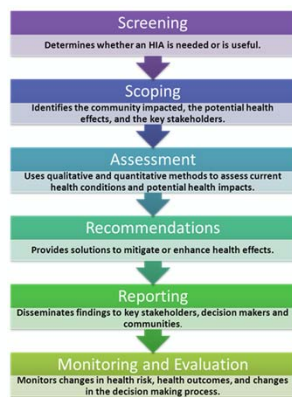 Screening
Determines whether an HIA is needed or is useful.
Scoping
Identifies the community impacted, the potential health
effects, and the key stakeholders.
Assessment
Uses qualitative and quantitative methods to assess current
health conditions and potential health impacts.
Recommendations
Provides solutions to mitigate or enhance health effects.
Reporting
Disseminates findings to key stakeholders, decision makers and
communities.
Monitoring and Evaluation
Monitors changes in health risk, health outcomes, and changes
in the decision making process.